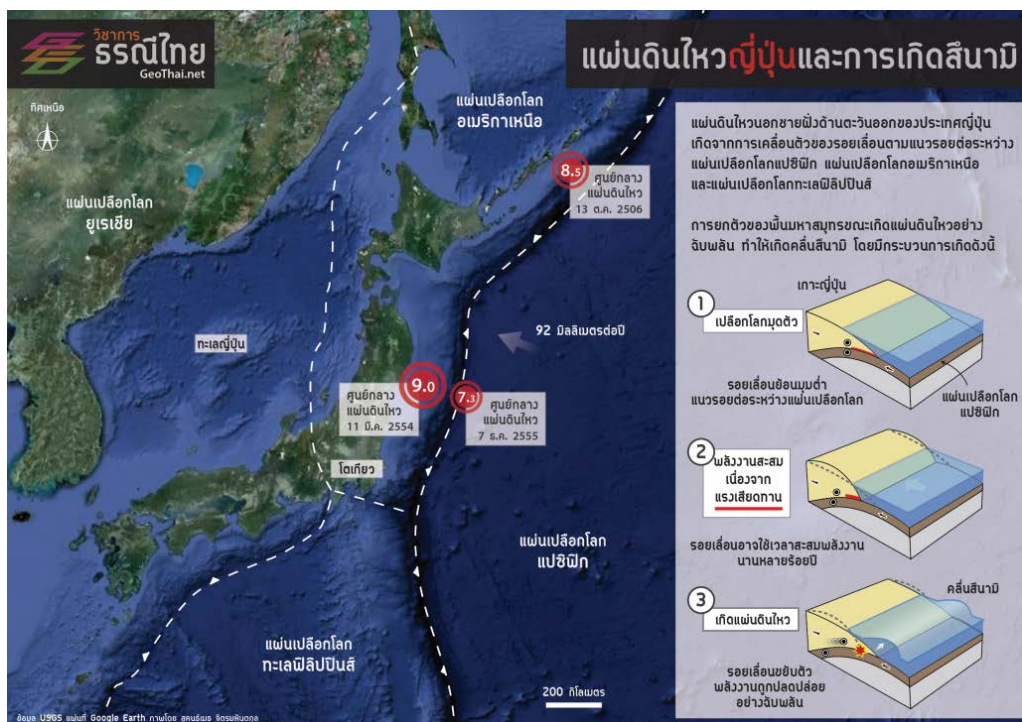 วิชาการ
ธรณีไทย
GeoThai.net
แผ่นดินไหวญี่ปุ่นและการเกิดสึนามิ
ทิศเหนือ
แผ่นเปลือกโลก
อเมริกาเหนือ
แผ่นเปลือกโลก
ยูเรเซีย
8.5
ศูนย์กลาง
แผ่นดินไหว
13 ต.ค. 2506
92 มิลลิเมตรต่อปี
ทะเลญี่ปุ่น
9.0
ศูนย์กลาง
แผ่นดินไหว
11 มี.ค. 2554
7.3
ศูนย์กลาง
แผ่นดินไหว
7 ธ.ค. 2555
โตเกียว
แผ่นเปลือกโลก
แปซิฟิก
แผ่นเปลือกโลก
ทะเลฟิลิปปินส์
200 กิโลเมตร
ข้อมูล USGS แผนที่ Google Earth ภาพโดย
แผ่นดินไหวนอกชายฝั่งด้านตะวันออกของประเทศญี่ปุ่น
เกิดจากการเคลื่อนตัวของรอยเลื่อนตามแนวรอยต่อระหว่าง
แผ่นเปลือกโลกแปซิฟิก แผ่นเปลือกโลกอเมริกาเหนือ
และแผ่นเปลือกโลกทะเลฟิลิปปินส์
การยกตัวของพื้นมหาสมุทรขณะเกิดแผ่นดินไหวอย่าง
ฉับพลัน ทำให้เกิดคลื่นสึนามิ โดยมีกระบวนการเกิดดังนี้
เกาะญี่ปุ่น
1
เปลือกโลกมุดตัว
รอยเลื่อนย้อนมุมต่ำ
แนวรอยต่อระหว่างแผ่นเปลือกโลก
แผ่นเปลือกโลก
แปซิฟิก
2
พลังงานสะสม
เนื่องจาก
แรงเสียดทาน
รอยเลื่อนอาจใช้เวลาสะสมพลังงาน
นานหลายร้อยปี
คลื่นสึนามิ
3
เกิดแผ่นดินไหว
รอยเลื่อนขยับตัว
พลังงานถูกปลดปล่อย
อย่างฉับพลัน